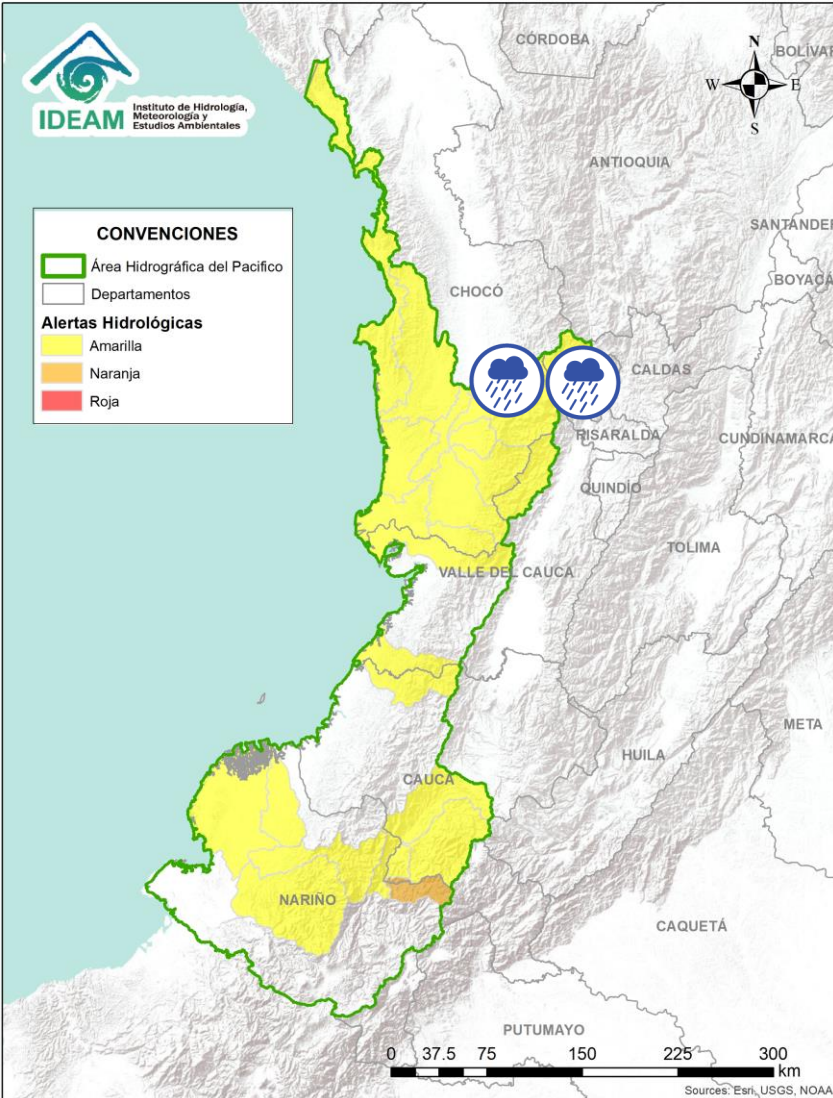 IDEAM
Instituto de Hidrología,
Meteorología y
Estudios Ambientales
CONVENCIONES
Área Hidrográfica del Pacifico
Departamentos
Alertas Hidrológicas
Amarilla
Naranja
Roja
N
W
E
S
CÓRDOBA
BOLÍVAR
ANTIOQUIA
SANTANDER
BOYACÁ
CHOCÓ
CALDAS
RISARALDA
CUNDINAMARCA
QUINDÍO
TOLIMA
VALLE DEL CAUCA
META
HUILA
CAUCA
NARIÑO
CAQUETÁ
PUTUMAYO
0 37.5 75 150 225 300
km
Sources: Esri, USGS, NOAA